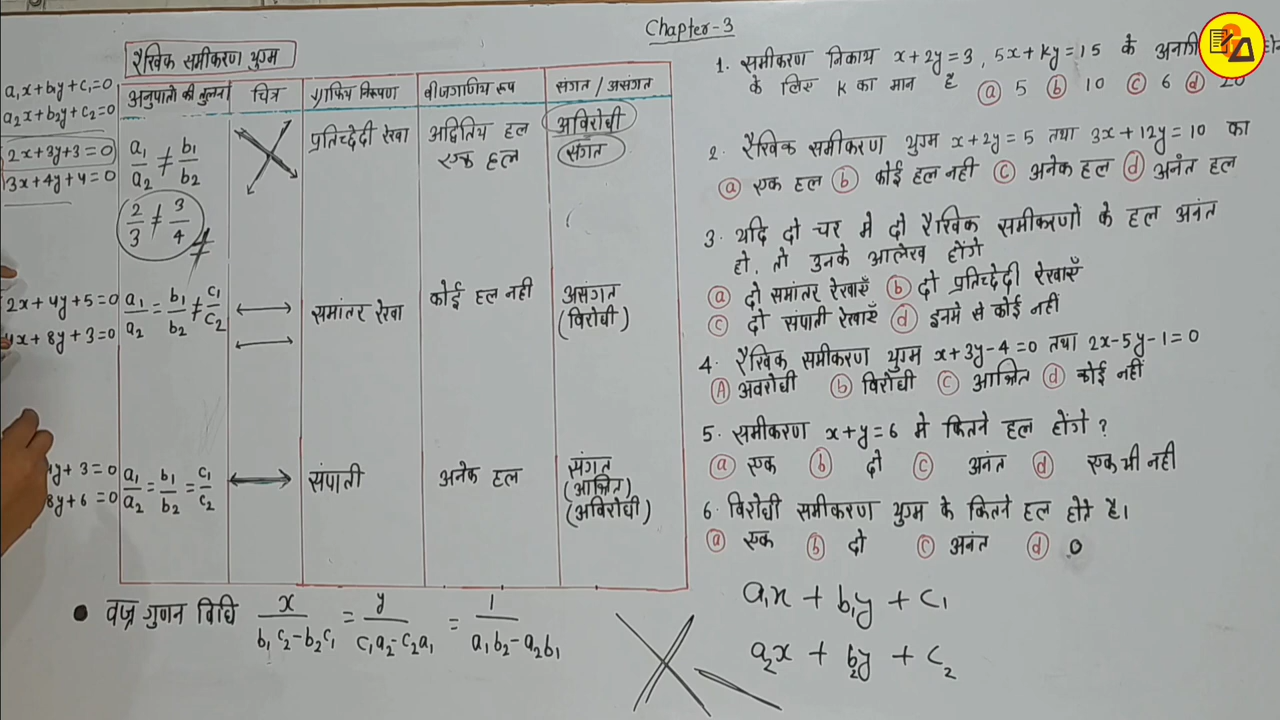 Chapter-3
रैखिक समीकरण युग्म
a₁x+b₁y+c₁=0
a₂x+b₂y+c₂=0
2x+3y+3=0
3x+4y+4=0
अनुपातो की तुलना चित्र ग्राफिय निरूपण बीजगणिय रूप संगत / असंगत
a₁/a₂ ≠ b₁/b₂ प्रतिच्छेदी रेखा अद्वितिय हल अविरोधी
एक हल संगत
2/3 ≠ 3/4
2x+4y+5=0 a₁/a₂ = b₁/b₂ ≠ c₁/c₂ समांतर रेखा कोई हल नही असंगत
4x+8y+3=0 (विरोधी)
y+3=0 a₁/a₂ = b₁/b₂ = c₁/c₂ संपाती अनेक हल संगत
8y+6=0 (आश्रित)
(अविरोधी)
• वज्र गुणन विधि x/(b₁c₂-b₂c₁) = y/(c₁a₂-c₂a₁) = 1/(a₁b₂-a₂b₁)
1. समीकरण निकाय x+2y=3, 5x+ky=15 के
के लिए k का मान है (a) 5 (b) 10 (c) 6 (d) 20
2. रैखिक समीकरण युग्म x+2y=5 तथा 3x+12y=10 का
(a) एक हल (b) कोई हल नही (c) अनेक हल (d) अनंत हल
3. यदि दो चर मे दो रैखिक समीकरणों के हल अनंत
हो, तो उनके आलेख होंगे
(a) दो समांतर रेखाएँ (b) दो प्रतिच्देदी रेखाएँ
(c) दो संपाती रेखाएँ (d) इनमे से कोई नही
4. रैखिक समीकरण युग्म x+3y-4=0 तथा 2x-5y-1=0
(A) अवरोधी (b) विरोधी (c) आश्रित (d) कोई नही
5. समीकरण x+y=6 मे कितने हल होंगे ?
(a) एक (b) दो (c) अनंत (d) एक भी नही
6. विरोधी समीकरण युग्म के कितने हल होते है।
(a) एक (b) दो (c) अनंत (d) 0
a₁x + b₁y + c₁
a₂x + b₂y + c₂